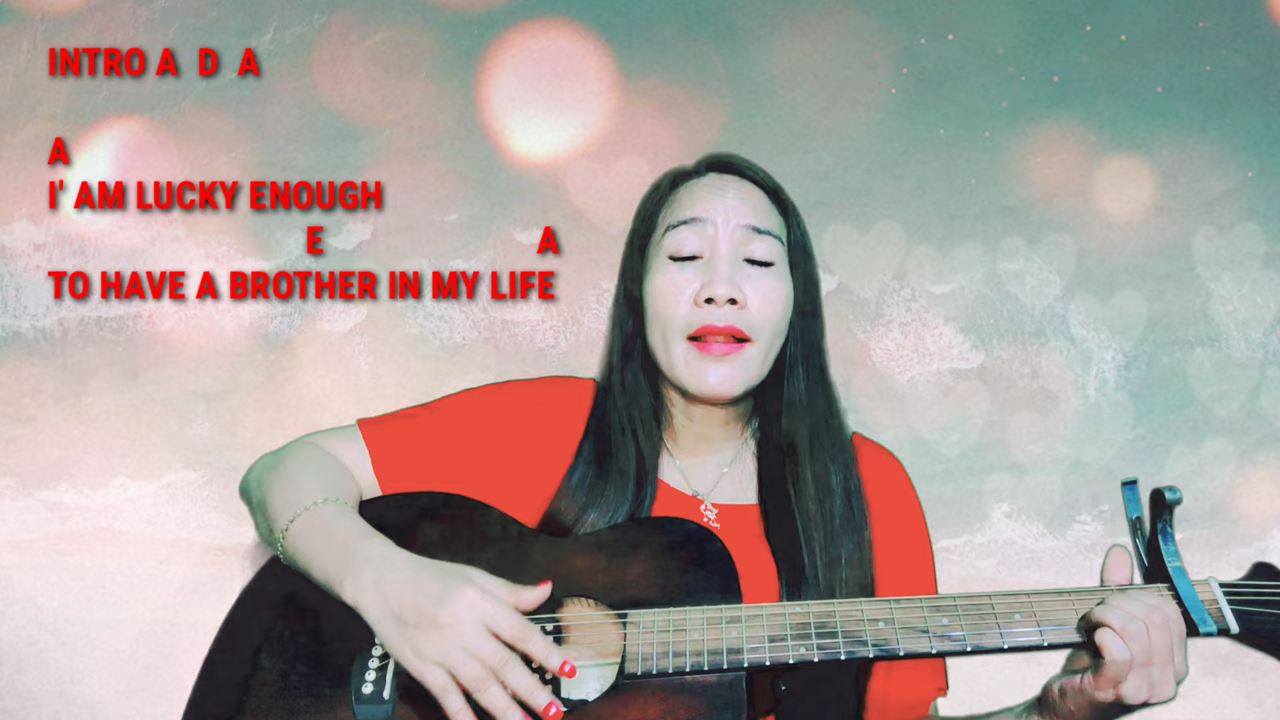 INTRO A D A
A
I' AM LUCKY ENOUGH
E A
TO HAVE A BROTHER IN MY LIFE